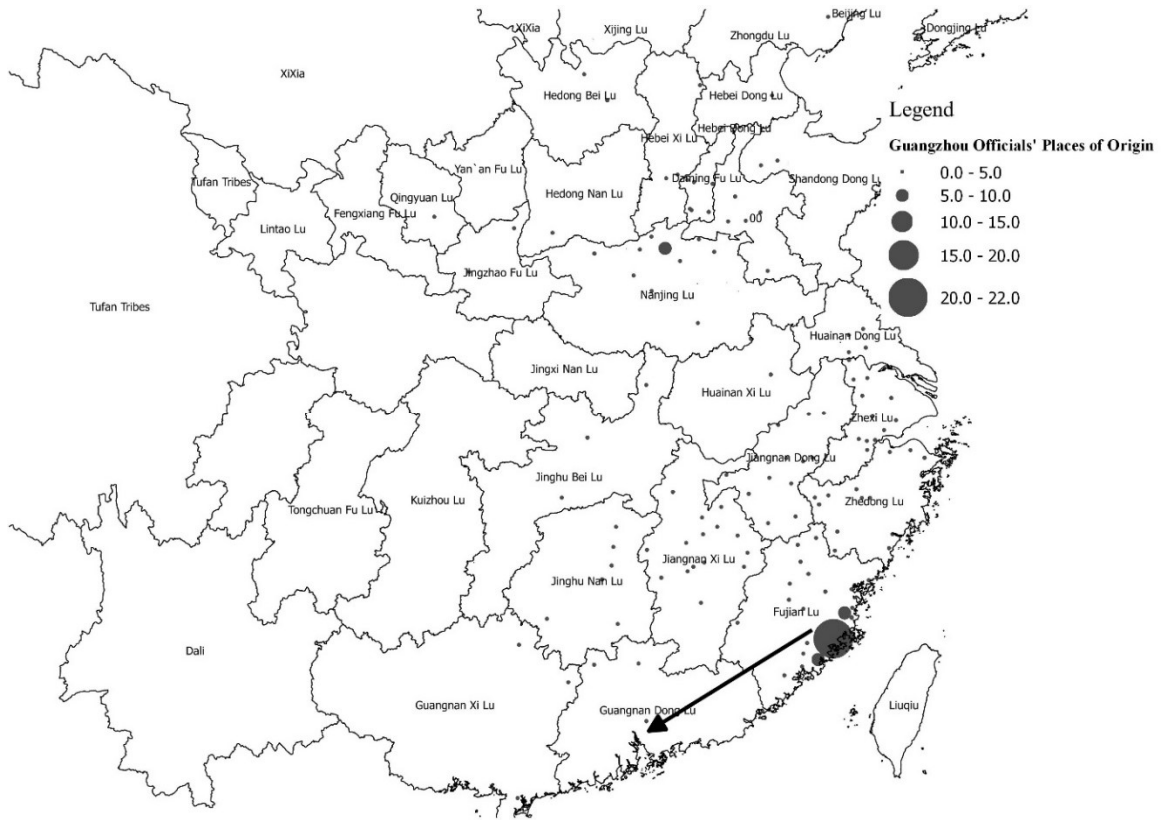 Beijing Lu
XiXia
Xijing Lu
Zhongdu Lu
Dongjing Lu
XiXia
Hedong Bei Lu
Hebei Dong Lu
Legend
Hebei Dong Lu
Hebei Xi Lu
Guangzhou Officials' Places of Origin
Yan`an Fu Lu
0.0 - 5.0
Tufan Tribes
Daming Fu Lu
Shandong Dong Lu
Qingyuan Lu
Hedong Nan Lu
5.0 - 10.0
Fengxiang Fu Lu
00
10.0 - 15.0
Lintao Lu
15.0 - 20.0
Jingzhao Fu Lu
Nanjing Lu
20.0 - 22.0
Tufan Tribes
Huainan Dong Lu
Jingxi Nan Lu
Huainan Xi Lu
Zhexi Lu
Jiangnan Dong Lu
Jinghu Bei Lu
Kuizhou Lu
Zhedong Lu
Tongchuan Fu Lu
Jiangnan Xi Lu
Jinghu Nan Lu
Fujian Lu
Dali
Guangnan Xi Lu
Guangnan Dong Lu
Liuqiu